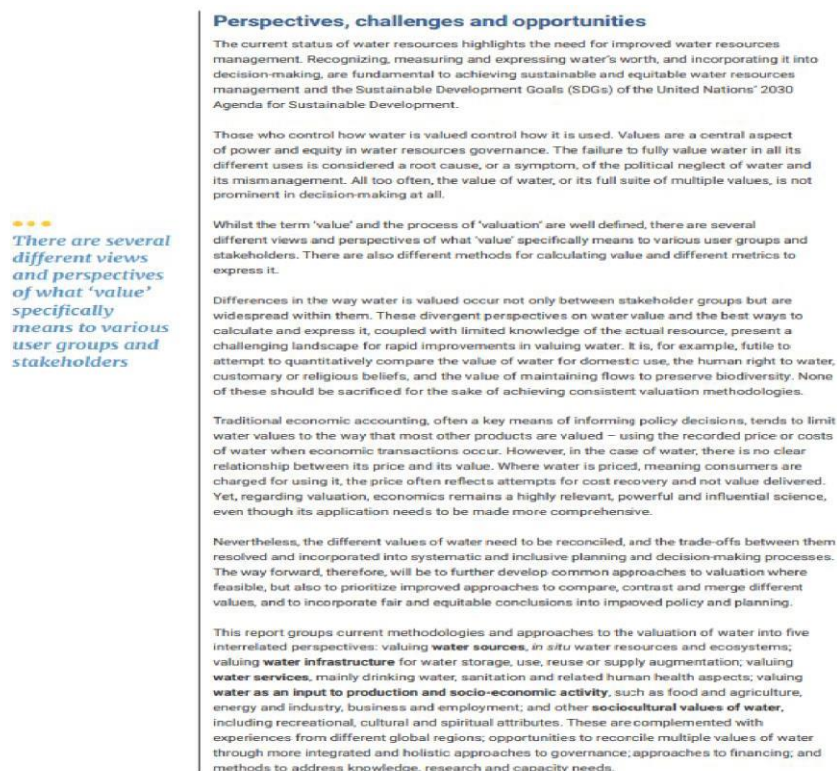 Perspectives, challenges and opportunities
The current status of water resources highlights the need for improved water resources
management. Recognizing, measuring and expressing water's worth, and incorporating it into
decision-making, are fundamental to achieving sustainable and equitable water resources
management and the Sustainable Development Goals (SDGs) of the United Nations' 2030
Agenda for Sustainable Development.
Those who control how water is valued control how it is used. Values are a central aspect
of power and equity in water resources governance. The failure to fully value water in all its
different uses is considered a root cause, or a symptom, of the political neglect of water and
its mismanagement. All too often, the value of water, or its full suite of multiple values, is not
prominent in decision-making at all.
There are several
different views
and perspectives
of what ‘value’
specifically
means to various
user groups and
stakeholders
Whilst the term ‘value’ and the process of ‘valuation’ are well defined, there are several
different views and perspectives of what ‘value’ specifically means to various user groups and
stakeholders. There are also different methods for calculating value and different metrics to
express it.
Differences in the way water is valued occur not only between stakeholder groups but are
widespread within them. These divergent perspectives on water value and the best ways to
calculate and express it, coupled with limited knowledge of the actual resource, present a
challenging landscape for rapid improvements in valuing water. It is, for example, futile to
attempt to quantitatively compare the value of water for domestic use, the human right to water,
customary or religious beliefs, and the value of maintaining flows to preserve biodiversity. None
of these should be sacrificed for the sake of achieving consistent valuation methodologies.
Traditional economic accounting, often a key means of informing policy decisions, tends to limit
water values to the way that most other products are valued – using the recorded price or costs
of water when economic transactions occur. However, in the case of water, there is no clear
relationship between its price and its value. Where water is priced, meaning consumers are
charged for using it, the price often reflects attempts for cost recovery and not value delivered.
Yet, regarding valuation, economics remains a highly relevant, powerful and influential science,
even though its application needs to be made more comprehensive.
Nevertheless, the different values of water need to be reconciled, and the trade-offs between them
resolved and incorporated into systematic and inclusive planning and decision-making processes.
The way forward, therefore, will be to further develop common approaches to valuation where
feasible, but also to prioritize improved approaches to compare, contrast and merge different
values, and to incorporate fair and equitable conclusions into improved policy and planning.
This report groups current methodologies and approaches to the valuation of water into five
interrelated perspectives: valuing water sources, in situ water resources and ecosystems;
valuing water infrastructure for water storage, use, reuse or supply augmentation; valuing
water services, mainly drinking water, sanitation and related human health aspects; valuing
water as an input to production and socio-economic activity, such as food and agriculture,
energy and industry, business and employment; and other sociocultural values of water,
including recreational, cultural and spiritual attributes. These are complemented with
experiences from different global regions; opportunities to reconcile multiple values of water
through more integrated and holistic approaches to governance; approaches to financing; and
methods to address knowledge, research and capacity needs.